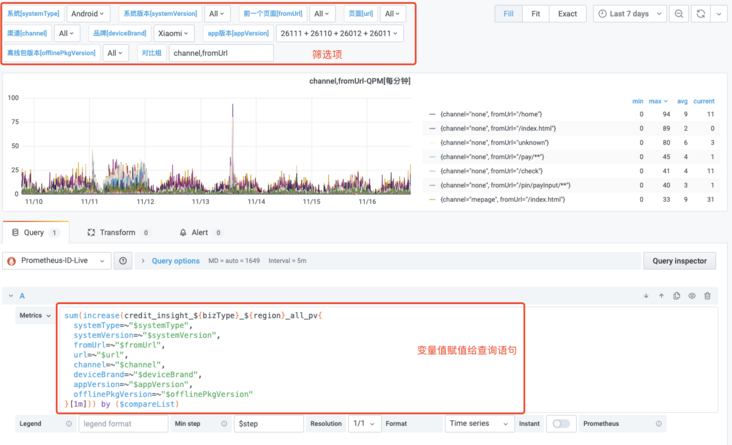 系统[systemType] Android 系统版本[systemVersion] All 前一个页面[fromUrl] All 页面[url] All
渠道[channel] All 品牌[deviceBrand] Xiaomi app版本[appVersion] 26111 + 26110 + 26012 + 26011
离线包版本[offlinePkgVersion] All 对比组 channel,fromUrl
筛选项
Fill Fit Exact Last 7 days
channel,fromUrl-QPM[每分钟]
100
75
50
25
0
11/10 11/11 11/12 11/13 11/14 11/15 11/16
min max avg current
{channel="none", fromUrl="/home"} 0 94 9 11
{channel="none", fromUrl="/index.html"} 0 89 2 0
{channel="none", fromUrl="/unknown"} 0 80 6 3
{channel="none", fromUrl="/pay/**"} 0 45 4 1
{channel="none", fromUrl="/check"} 0 41 4 11
{channel="none", fromUrl="/pin/payinput/**"} 0 40 3 1
{channel="mepage", fromUrl="/index.html"} 0 33 9 31
Query 1 Transform 0 Alert 0
Prometheus-ID-Live Query options MD = auto = 1649 Interval = 5m Query inspector
A
Metrics
sum(increase(credit_insight_${bizType}_${region}_all_pv{
systemType=~"$systemType",
systemVersion=~"$systemVersion",
fromUrl=~"$fromUrl",
url=~"$url",
channel=~"$channel",
deviceBrand=~"$deviceBrand",
appVersion=~"$appVersion",
offlinePkgVersion=~"$offlinePkgVersion"
}[1m])) by ($compareList)
变量值赋值给查询语句
Legend legend format Min step $step Resolution 1/1 Format Time series Instant Prometheus